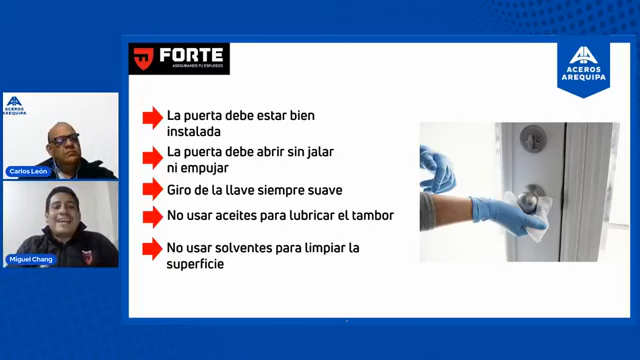 FORTE
ASEGURAMOS TU ESFUERZO
ACEROS
AREQUIPA
ACEROS
AREQUIPA
Carlos León
Miguel Chang
La puerta debe estar bien
instalada
La puerta debe abrir sin jalar
ni empujar
Giro de la llave siempre suave
No usar aceites para lubricar el tambor
No usar solventes para limpiar la
superficie